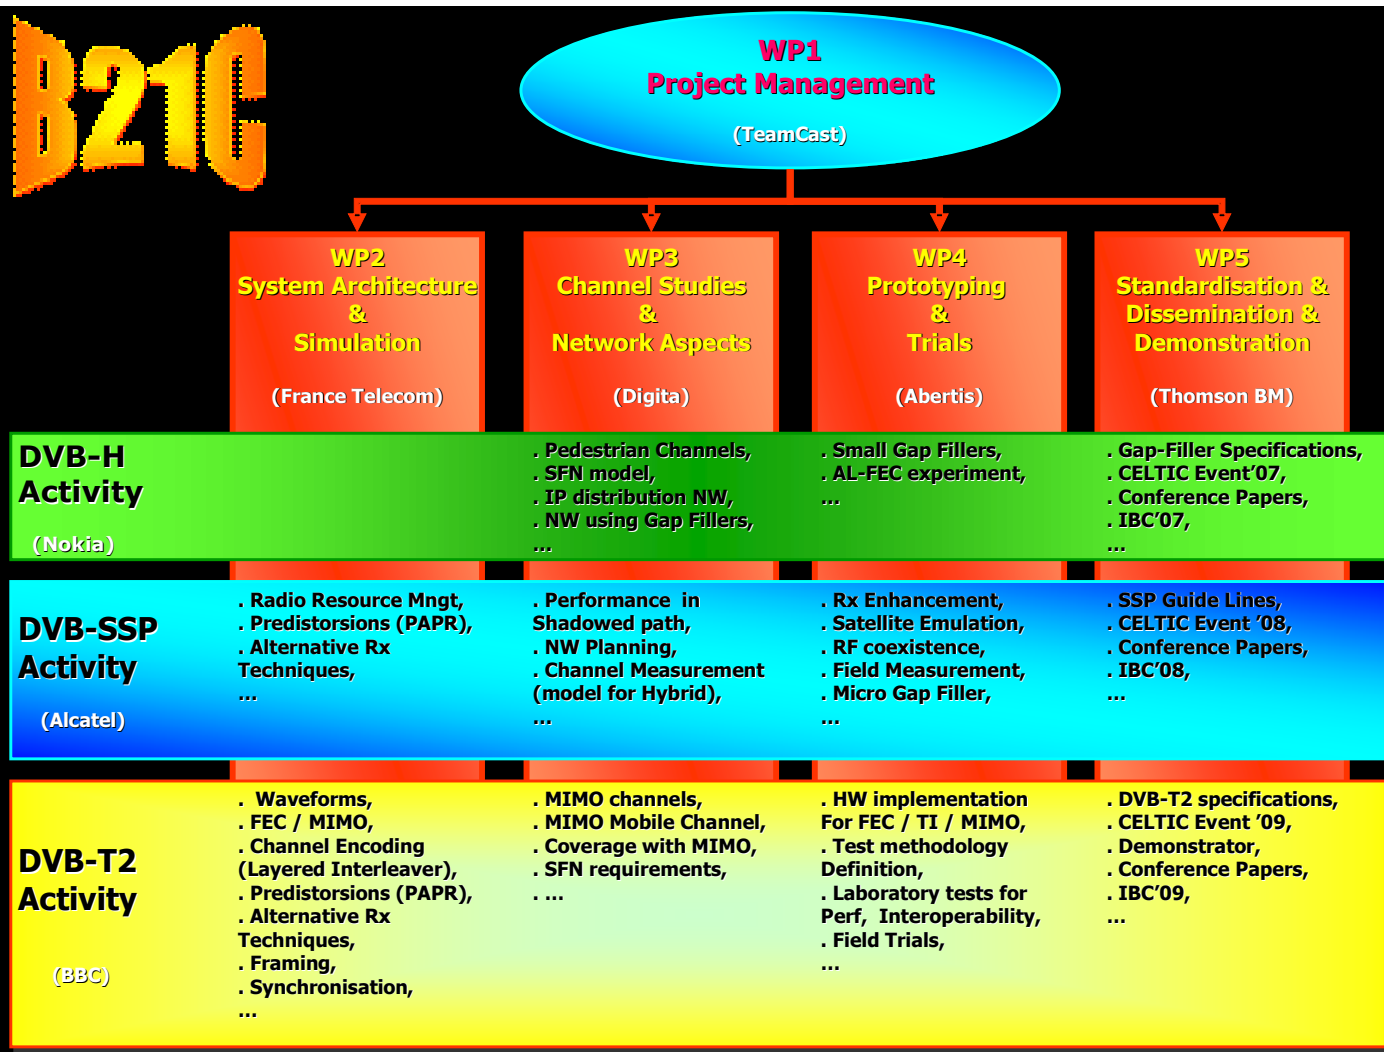 B21C
WP1
Project Management
(TeamCast)
WP2
System Architecture
&
Simulation
(France Telecom)
WP3
Channel Studies
&
Network Aspects
(Digita)
WP4
Prototyping
&
Trials
(Abertis)
WP5
Standardisation &
Dissemination &
Demonstration
(Thomson BM)
DVB-H
Activity
(Nokia)
. Pedestrian Channels,
. SFN model,
. IP distribution NW,
. NW using Gap Fillers,
...
. Small Gap Fillers,
. AL-FEC experiment,
...
. Gap-Filler Specifications,
. CELTIC Event'07,
. Conference Papers,
. IBC'07,
...
DVB-SSP
Activity
(Alcatel)
. Radio Resource Mngt,
. Predistorsions (PAPR),
. Alternative Rx
Techniques,
...
. Performance in
Shadowed path,
. NW Planning,
. Channel Measurement
(model for Hybrid),
...
. Rx Enhancement,
. Satellite Emulation,
. RF coexistence,
. Field Measurement,
. Micro Gap Filler,
...
. SSP Guide Lines,
. CELTIC Event '08,
. Conference Papers,
. IBC'08,
...
DVB-T2
Activity
(BBC)
. Waveforms,
. FEC / MIMO,
. Channel Encoding
(Layered Interleaver),
. Predistorsions (PAPR),
. Alternative Rx
Techniques,
. Framing,
. Synchronisation,
...
. MIMO channels,
. MIMO Mobile Channel,
. Coverage with MIMO,
. SFN requirements,
. ...
. HW implementation
For FEC / TI / MIMO,
. Test methodology
Definition,
. Laboratory tests for
Perf, Interoperability,
. Field Trials,
...
. DVB-T2 specifications,
. CELTIC Event '09,
. Demonstrator,
. Conference Papers,
. IBC'09,
...